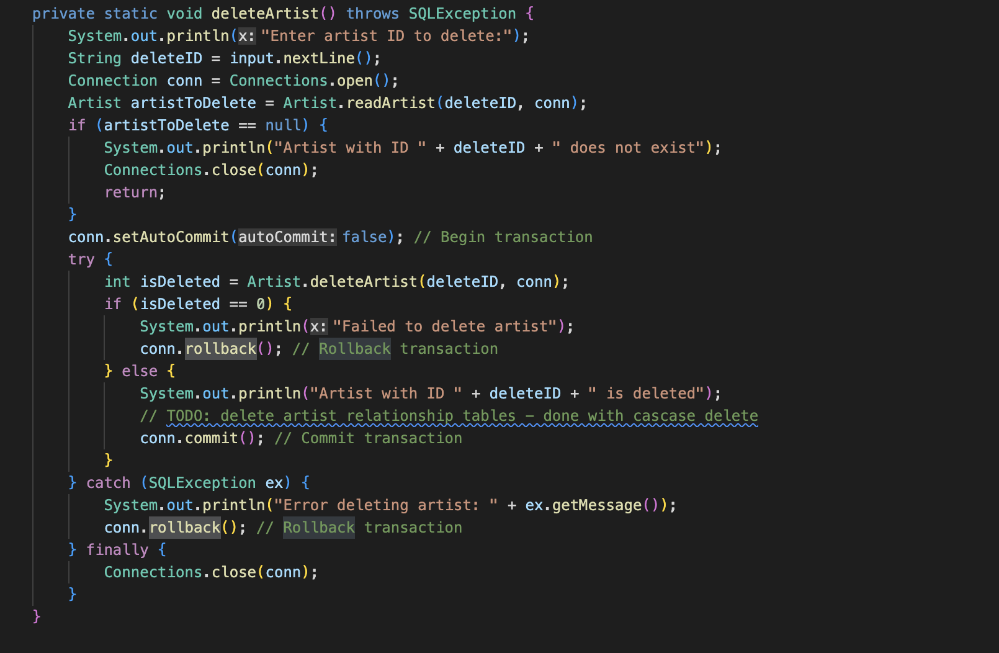 private static void deleteArtist() throws SQLException {
System.out.println(x: "Enter artist ID to delete:");
String deleteID = input.nextLine();
Connection conn = Connections.open();
Artist artistToDelete = Artist.readArtist(deleteID, conn);
if (artistToDelete == null) {
System.out.println("Artist with ID " + deleteID + " does not exist");
Connections.close(conn);
return;
}
conn.setAutoCommit(autoCommit: false); // Begin transaction
try {
int isDeleted = Artist.deleteArtist(deleteID, conn);
if (isDeleted == 0) {
System.out.println(x: "Failed to delete artist");
conn.rollback(); // Rollback transaction
} else {
System.out.println("Artist with ID " + deleteID + " is deleted");
// TODO: delete artist relationship tables – done with cascase delete
conn.commit(); // Commit transaction
}
} catch (SQLException ex) {
System.out.println("Error deleting artist: " + ex.getMessage());
conn.rollback(); // Rollback transaction
} finally {
Connections.close(conn);
}
}